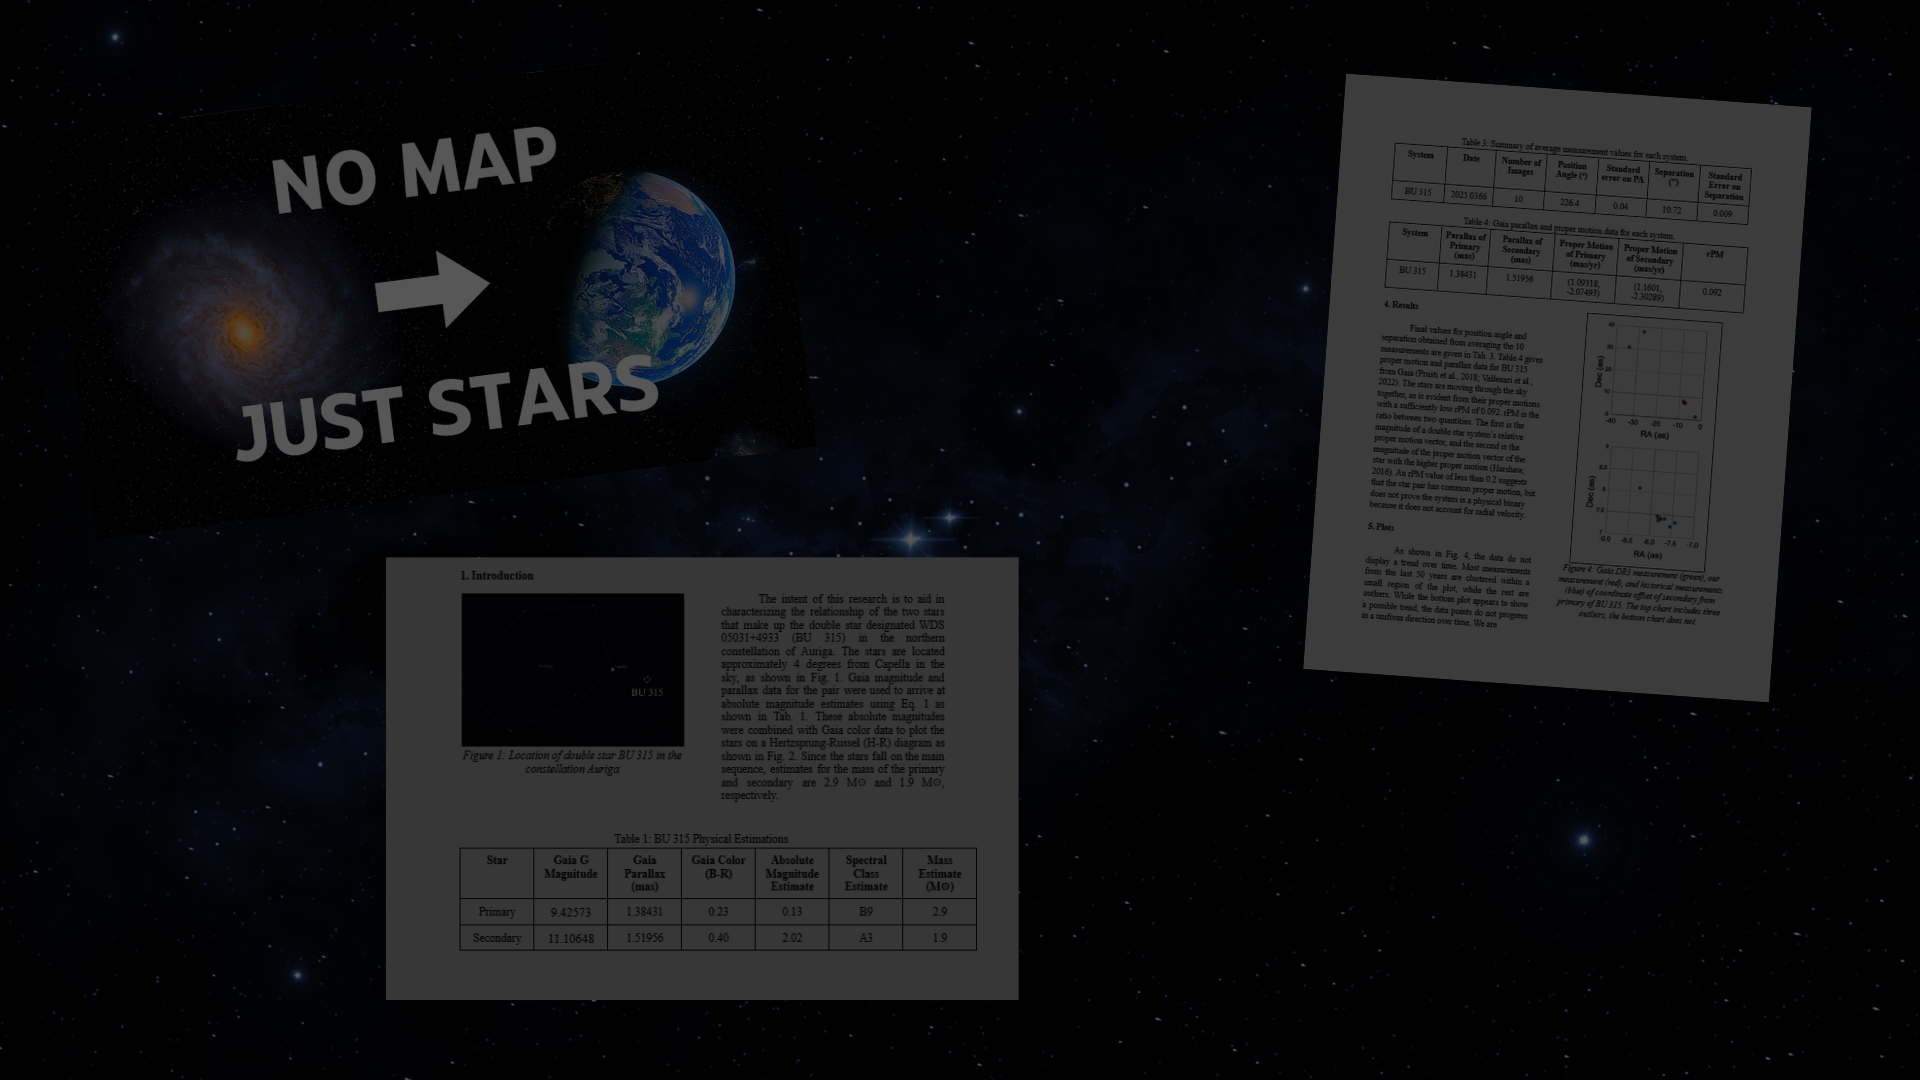 NO MAP
JUST STARS
1. Introduction
BU 315
Figure 1: Location of double star BU 315 in the
constellation Auriga
The intent of this research is to aid in
characterizing the relationship of the two stars
that make up the double star designated WDS
05031+4933 (BU 315) in the northern
constellation of Auriga. The stars are located
approximately 4 degrees from Capella in the
sky, as shown in Fig. 1. Gaia magnitude and
parallax data for the pair were used to arrive at
absolute magnitude estimates using Eq. 1 as
shown in Tab. 1. These absolute magnitudes
were combined with Gaia color data to plot the
stars on a Hertzsprung-Russel (H-R) diagram as
shown in Fig. 2. Since the stars fall on the main
sequence, estimates for the mass of the primary
and secondary are 2.9 M⊙ and 1.9 M⊙,
respectively.
Table 1: BU 315 Physical Estimations.
Star Gaia G Magnitude Gaia Parallax (mas) Gaia Color (B-R) Absolute Magnitude Estimate Spectral Class Estimate Mass Estimate (M⊙)
Primary 9.42573 1.38431 0.23 0.13 B9 2.9
Secondary 11.10648 1.51956 0.40 2.02 A3 1.9
Table 3: Summary of average measurement values for each system.
System Date Number of Images Position Angle (°) Standard error on PA Separation (") Standard Error on Separation
BU 315 2025.0366 10 226.4 0.04 10.72 0.009
Table 4: Gaia parallax and proper motion data for each system.
System Parallax of Primary (mas) Parallax of Secondary (mas) Proper Motion of Primary (mas/yr) Proper Motion of Secondary (mas/yr) rPM
BU 315 1.38431 1.51956 (1.09318, -2.07493) (1.1601, -2.30289) 0.092
4. Results
Final values for position angle and
separation obtained from averaging the 10
measurements are given in Tab. 3. Table 4 gives
proper motion and parallax data for BU 315
from Gaia (Prusti et al., 2018; Vallenari et al.,
2022). The stars are moving through the sky
together, as is evident from their proper motions
with a sufficiently low rPM of 0.092. rPM is the
ratio between two quantities. The first is the
magnitude of a double star system's relative
proper motion vector, and the second is the
magnitude of the proper motion vector of the
star with the higher proper motion (Harshaw,
2016). An rPM value of less than 0.2 suggests
that the star pair has common proper motion, but
does not prove the system is a physical binary
because it does not account for radial velocity.
5. Plots
As shown in Fig. 4, the data do not
display a trend over time. Most measurements
from the last 50 years are clustered within a
small region of the plot, while the rest are
outliers. While the bottom plot appears to show
a possible trend, the data points do not progress
in a uniform direction over time. We are
Dec (as)
RA (as)
Dec (as)
RA (as)
Figure 4: Gaia DR3 measurement (green), our
measurement (red), and historical measurements
(blue) of coordinate offset of secondary from
primary of BU 315. The top chart includes three
outliers, the bottom chart does not.